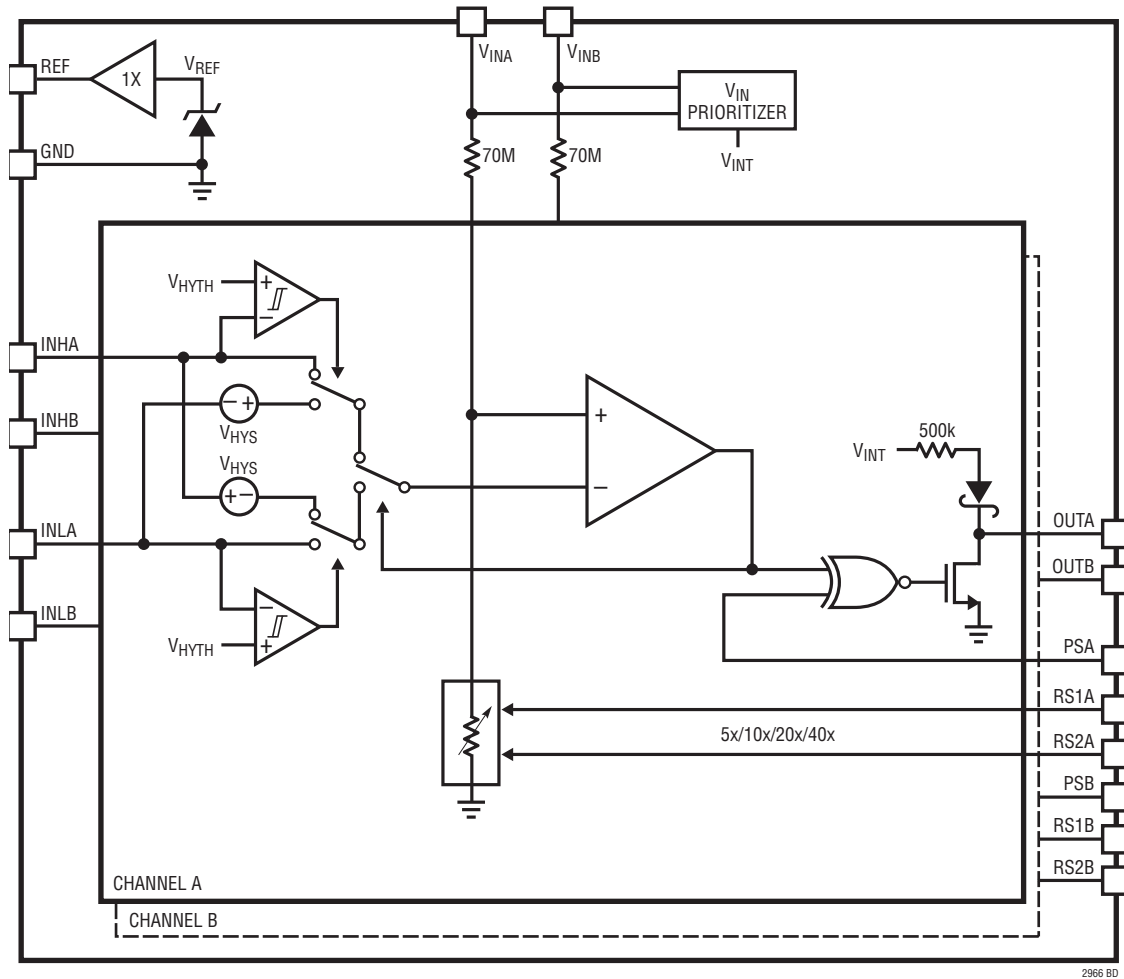 VINA
VINB
REF
1X
VREF
VIN
PRIORITIZER
VINT
GND
70M
70M
VHYTH
+
−
INHA
− +
VHYS
INHB
VHYS
+ −
+
−
500k
VINT
INLA
OUTA
OUTB
INLB
−
+
VHYTH
PSA
RS1A
5x/10x/20x/40x
RS2A
PSB
RS1B
RS2B
CHANNEL A
CHANNEL B
2966 BD